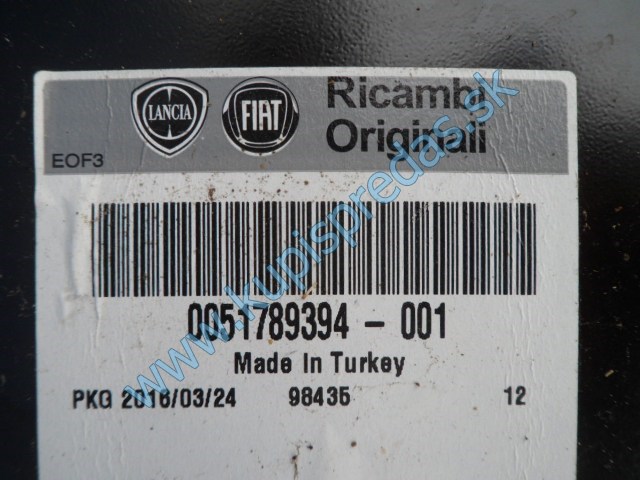 LANCIA FIAT Ricambi
Originali
EOF3
0051789394 - 001
Made In Turkey
PKG 2016/03/24 98435 12
www.kupispredas.sk